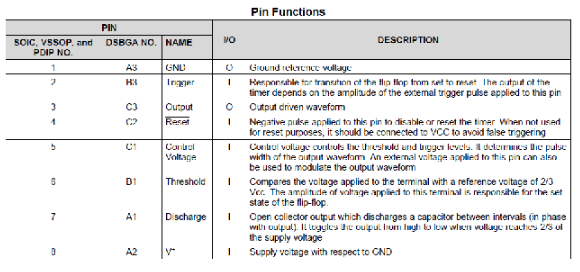 Pin Functions
PIN
I/O
DESCRIPTION
SOIC, VSSOP, and
PDIP NO.
DSBGA NO.
NAME
1 A3 GND O Ground reference voltage
2 B3 Trigger I Responsible for transition of the flip-flop from set to reset. The output of the
timer depends on the amplitude of the external trigger pulse applied to this pin
3 C3 Output O Output driven waveform
4 C2 Reset I Negative pulse applied to this pin to disable or reset the timer. When not used
for reset purposes, it should be connected to VCC to avoid false triggering
5 C1 Control I Control voltage controls the threshold and trigger levels. It determines the pulse
Voltage width of the output waveform. An external voltage applied to this pin can also
be used to modulate the output waveform
6 B1 Threshold I Compares the voltage applied to the terminal with a reference voltage of 2/3
Vcc. The amplitude of voltage applied to this terminal is responsible for the set
state of the flip-flop.
7 A1 Discharge I Open collector output which discharges a capacitor between intervals (in phase
with output). It toggles the output from high to low when voltage reaches 2/3 of
the supply voltage
8 A2 V+ I Supply voltage with respect to GND